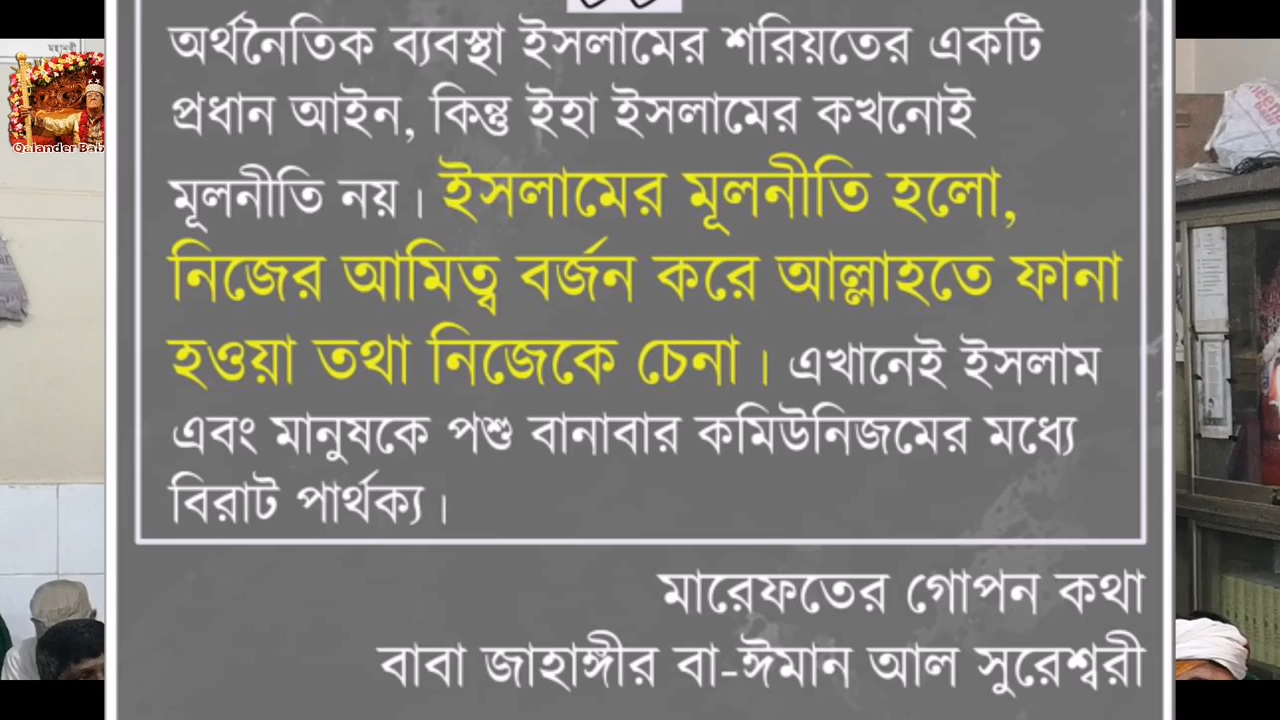 অর্থনৈতিক ব্যবস্থা ইসলামের শরিয়তের একটি
প্রধান আইন, কিন্তু ইহা ইসলামের কখনোই
মূলনীতি নয়। ইসলামের মূলনীতি হলো,
নিজের আমিত্ব বর্জন করে আল্লাহতে ফানা
হওয়া তথা নিজেকে চেনা। এখানেই ইসলাম
এবং মানুষকে পশু বানাবার কমিউনিজমের মধ্যে
বিরাট পার্থক্য।
মারেফতের গোপন কথা
বাবা জাহাঙ্গীর বা-ঈমান আল সুরেশ্বরী
Qalander Bab